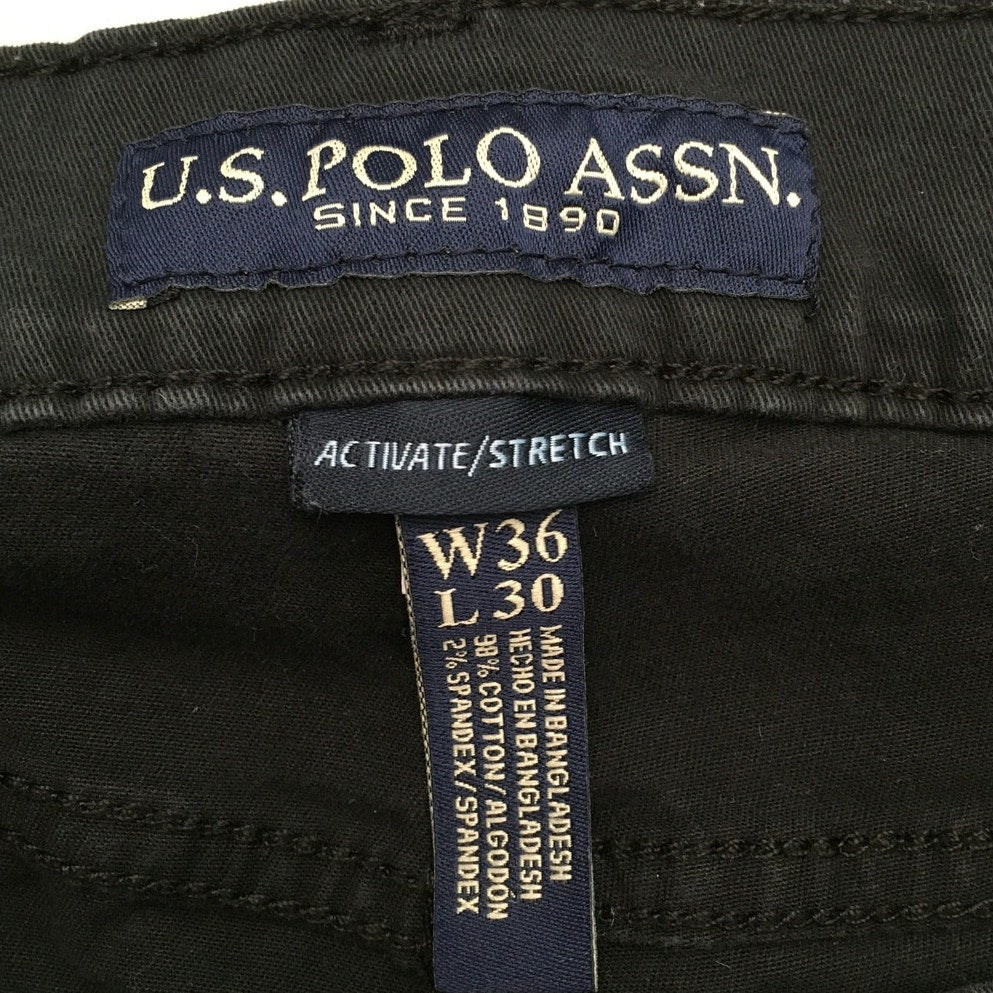 U.S. POLO ASSN.
SINCE 1890
ACTIVATE/STRETCH
W36
L 30
MADE IN BANGLADESH
HECHO EN BANGLADESH
98% COTTON/ALGODÓN
2% SPANDEX/SPANDEX